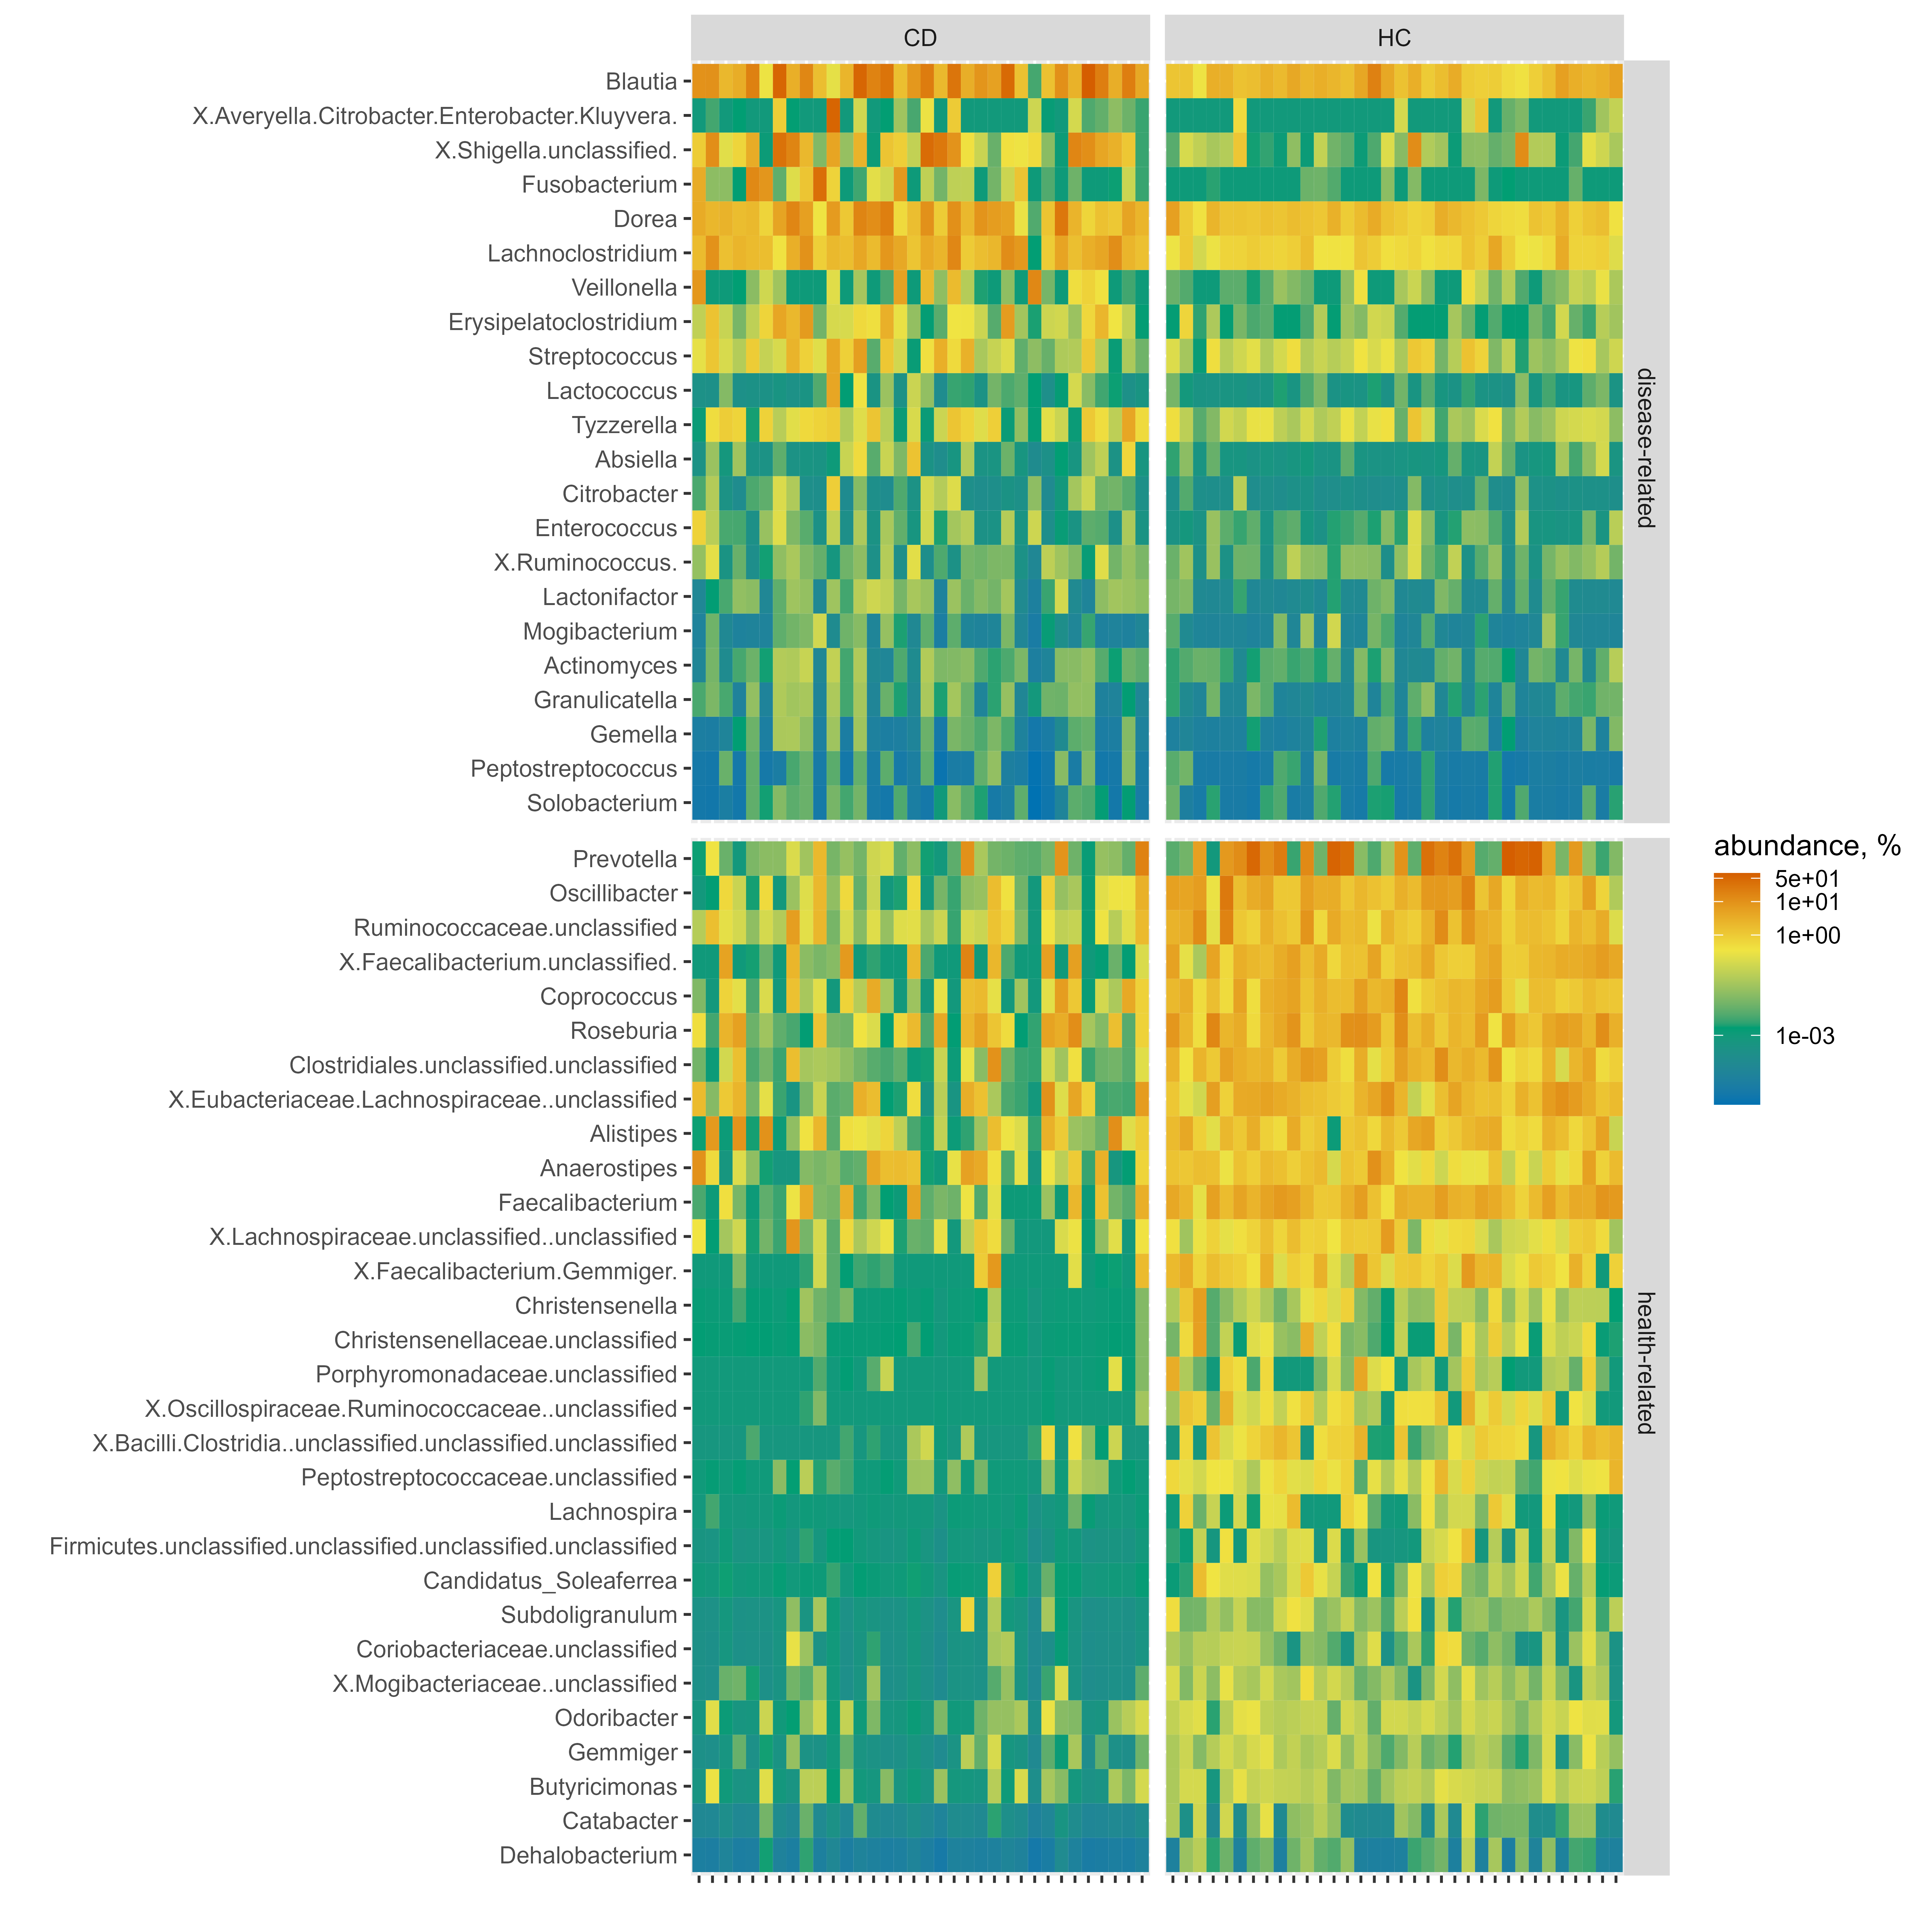 CD
HC
Blautia
X.Averyella.Citrobacter.Enterobacter.Kluyvera.
X.Shigella.unclassified.
Fusobacterium
Dorea
Lachnoclostridium
Veillonella
Erysipelatoclostridium
Streptococcus
Lactococcus
Tyzzerella
Absiella
Citrobacter
Enterococcus
X.Ruminococcus.
Lactonifactor
Mogibacterium
Actinomyces
Granulicatella
Gemella
Peptostreptococcus
Solobacterium
disease-related
Prevotella
Oscillibacter
Ruminococcaceae.unclassified
X.Faecalibacterium.unclassified.
Coprococcus
Roseburia
Clostridiales.unclassified.unclassified
X.Eubacteriaceae.Lachnospiraceae..unclassified
Alistipes
Anaerostipes
Faecalibacterium
X.Lachnospiraceae.unclassified..unclassified
X.Faecalibacterium.Gemmiger.
Christensenella
Christensenellaceae.unclassified
Porphyromonadaceae.unclassified
X.Oscillospiraceae.Ruminococcaceae..unclassified
X.Bacilli.Clostridia..unclassified.unclassified.unclassified
Peptostreptococcaceae.unclassified
Lachnospira
Firmicutes.unclassified.unclassified.unclassified.unclassified
Candidatus_Soleaferrea
Subdoligranulum
Coriobacteriaceae.unclassified
X.Mogibacteriaceae..unclassified
Odoribacter
Gemmiger
Butyricimonas
Catabacter
Dehalobacterium
health-related
abundance, %
5e+01
1e+01
1e+00
1e-03